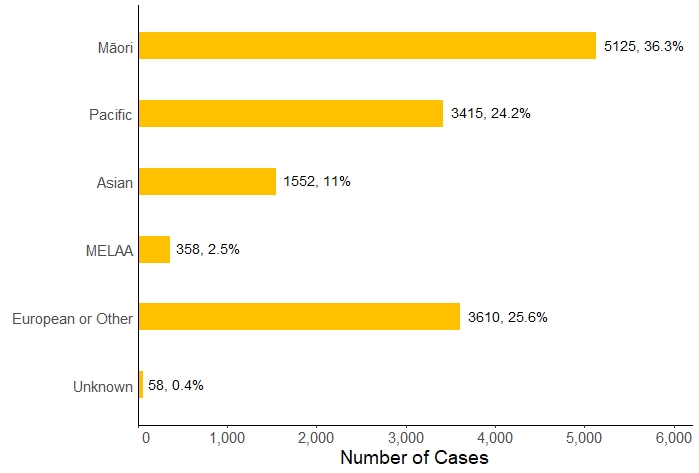 Māori 5125, 36.3%
Pacific 3415, 24.2%
Asian 1552, 11%
MELAA 358, 2.5%
European or Other 3610, 25.6%
Unknown 58, 0.4%
0 1,000 2,000 3,000 4,000 5,000 6,000
Number of Cases